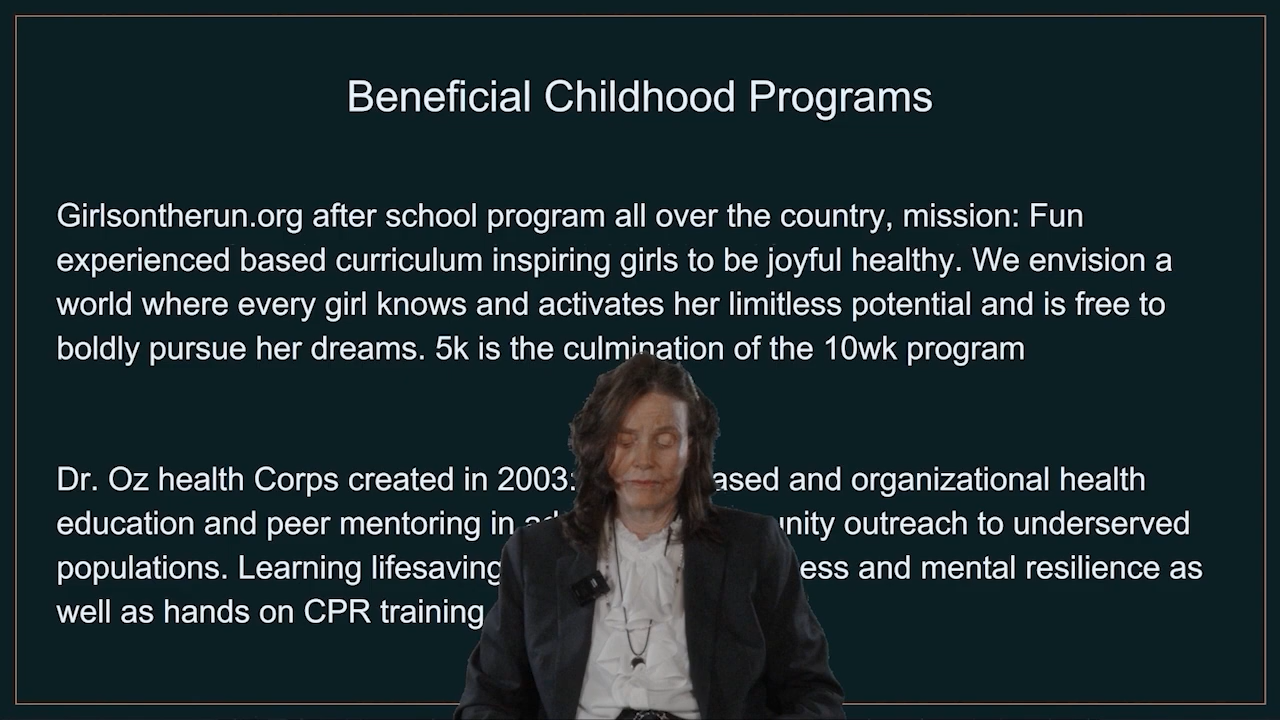 Beneficial Childhood Programs
Girlsontherun.org after school program all over the country, mission: Fun
experienced based curriculum inspiring girls to be joyful healthy. We envision a
world where every girl knows and activates her limitless potential and is free to
boldly pursue her dreams. 5k is the culmination of the 10wk program
Dr. Oz health Corps created in 2003: and organizational health
education and peer mentoring in outreach to underserved
populations. Learning lifesaving and mental resilience as
well as hands on CPR training